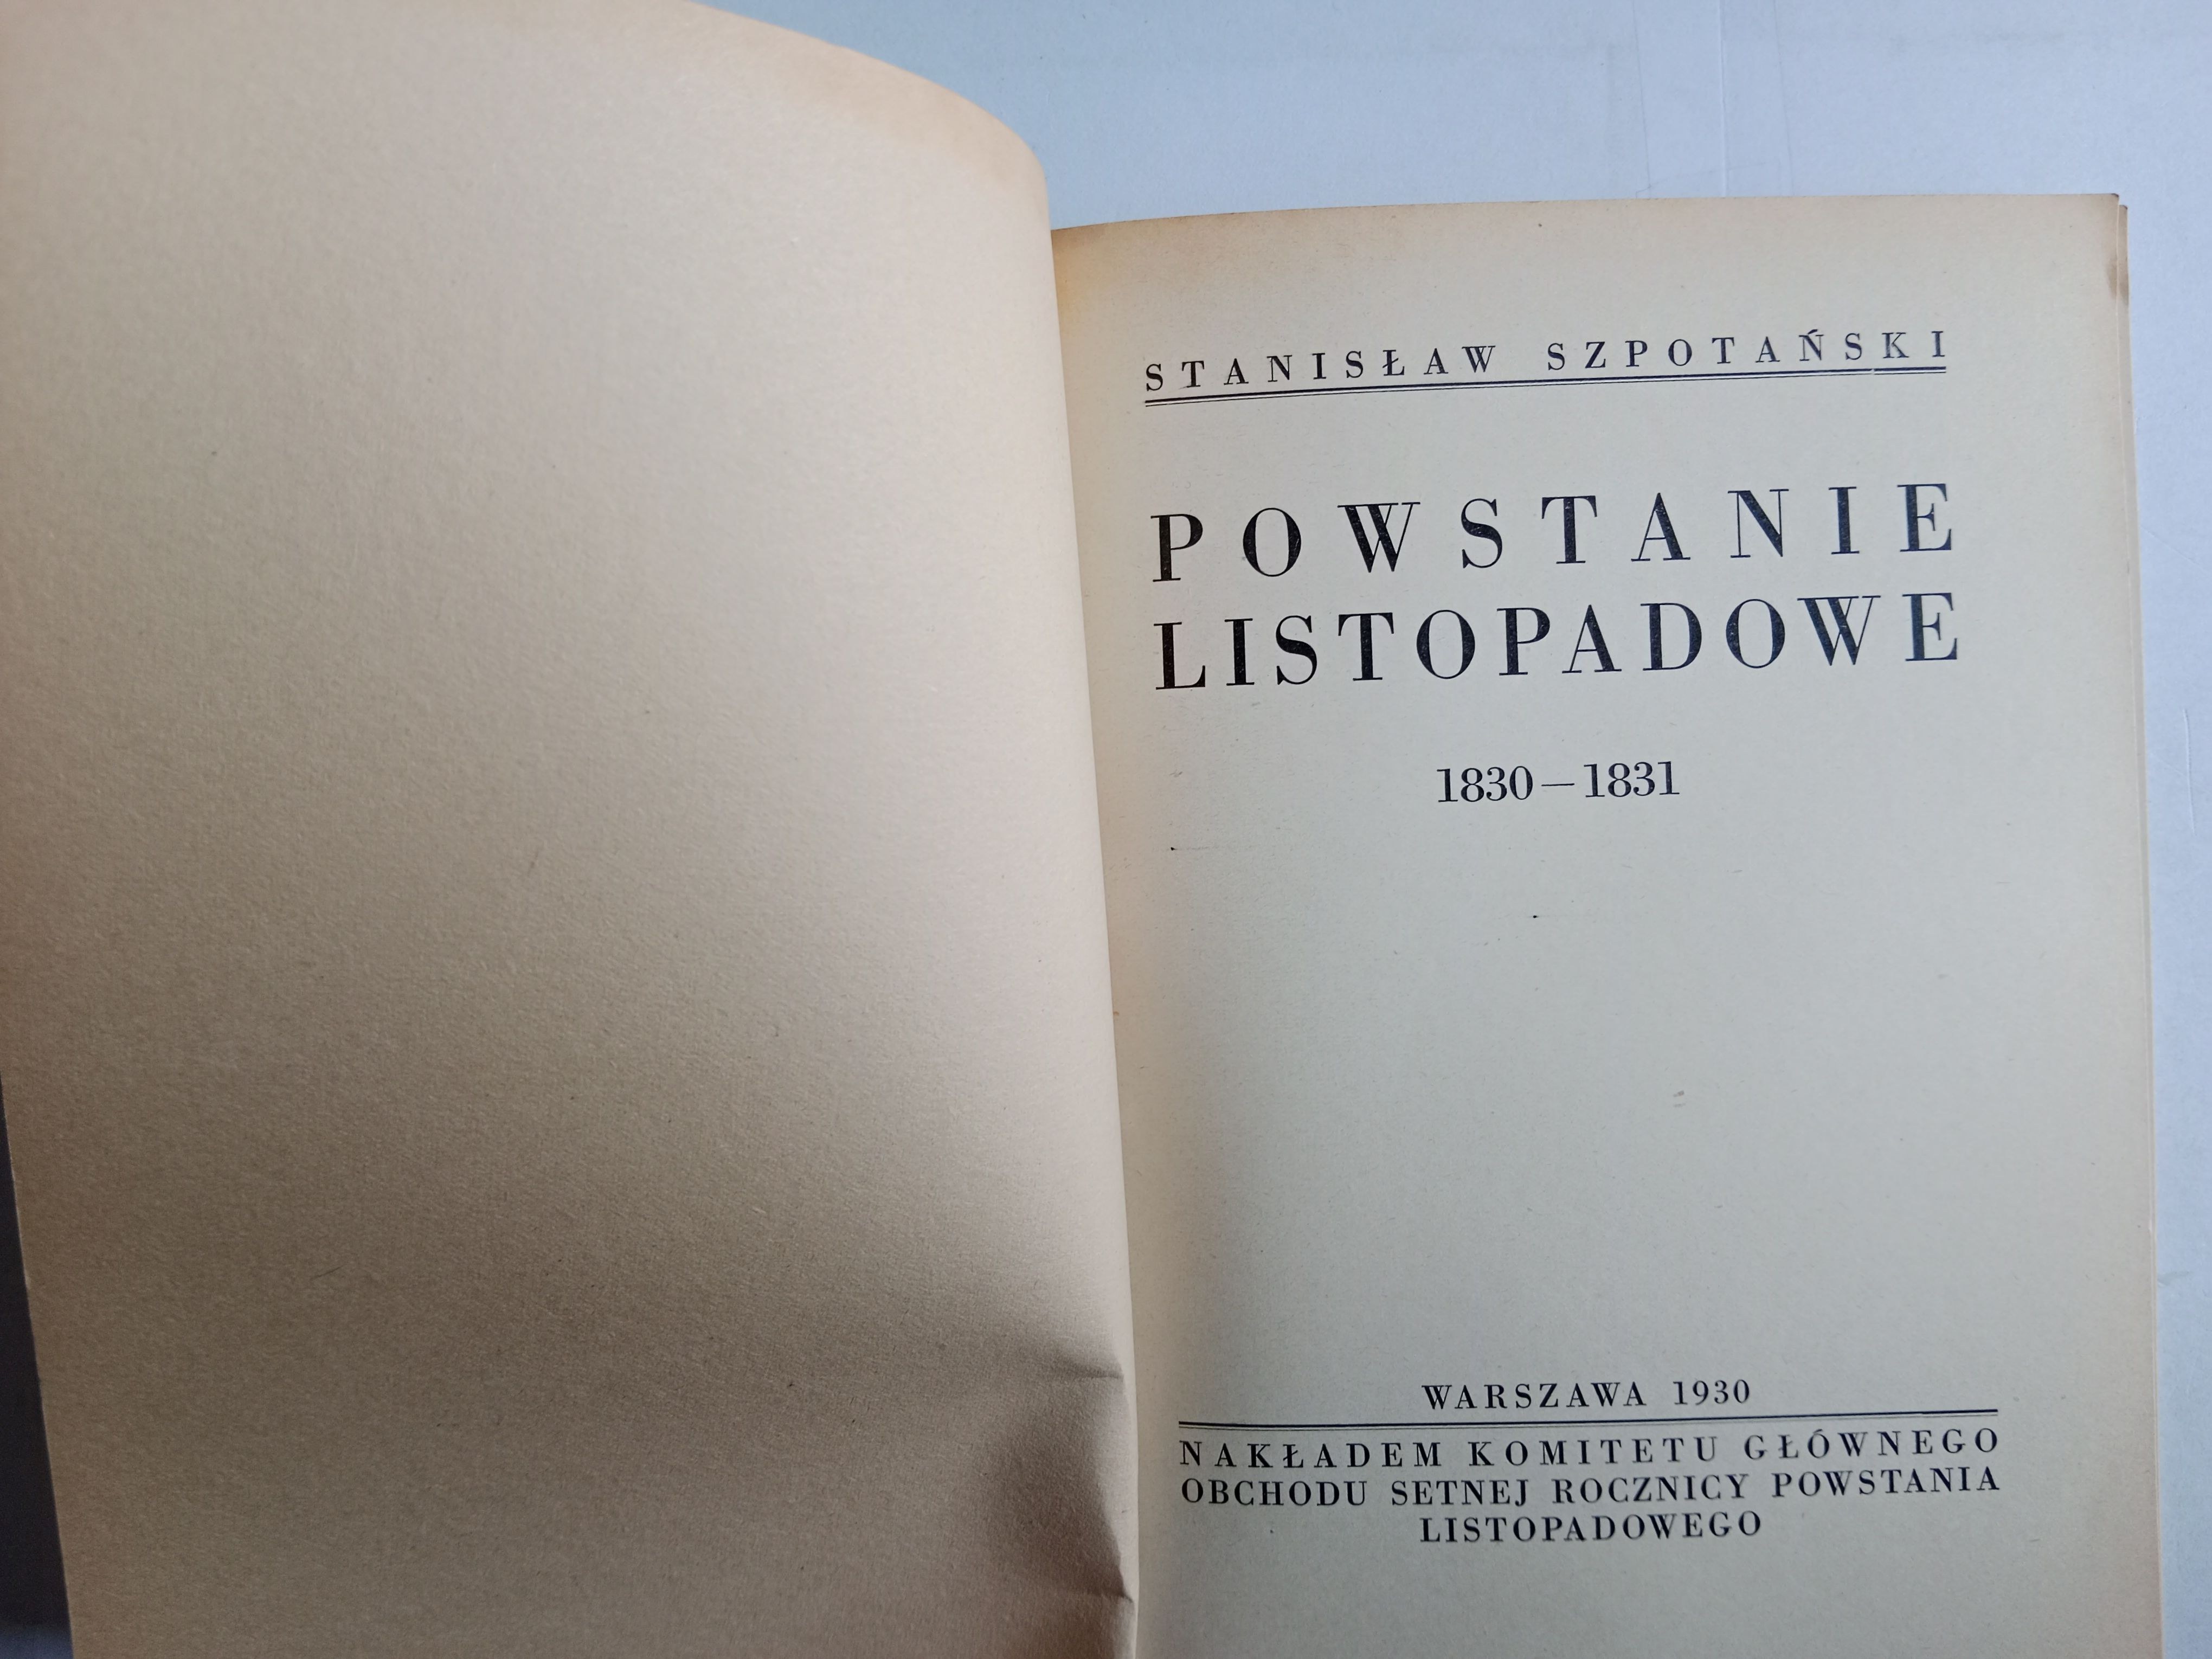 STANISŁAW SZPOTAŃSKI
POWSTANIE
LISTOPADOWE
1830—1831
WARSZAWA 1930
NAKŁADEM KOMITETU GŁÓWNEGO
OBCHODU SETNEJ ROCZNICY POWSTANIA
LISTOPADOWEGO